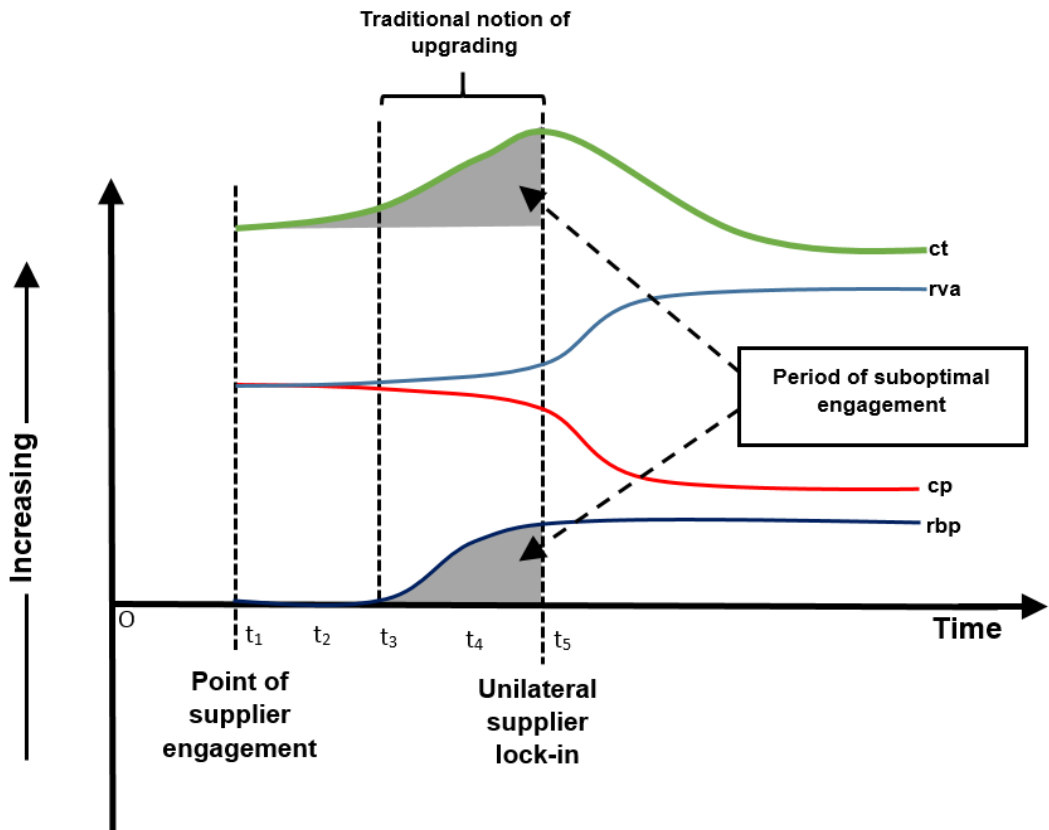 Traditional notion of
upgrading
ct
rva
Period of suboptimal
engagement
cp
rbp
Increasing
O
t₁
t₂
t₃
t₄
t₅
Time
Point of
supplier
engagement
Unilateral
supplier
lock-in